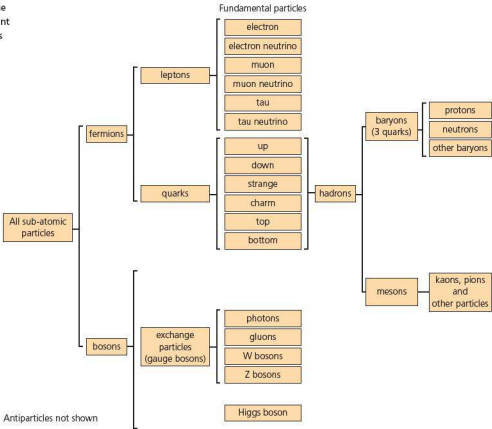 Fundamental particles
electron
electron neutrino
muon
muon neutrino
tau
tau neutrino
leptons
fermions
quarks
up
down
strange
charm
top
bottom
hadrons
baryons
(3 quarks)
protons
neutrons
other baryons
mesons
kaons, pions
and
other particles
All sub-atomic
particles
bosons
exchange
particles
(gauge bosons)
photons
gluons
W bosons
Z bosons
Higgs boson
Antiparticles not shown